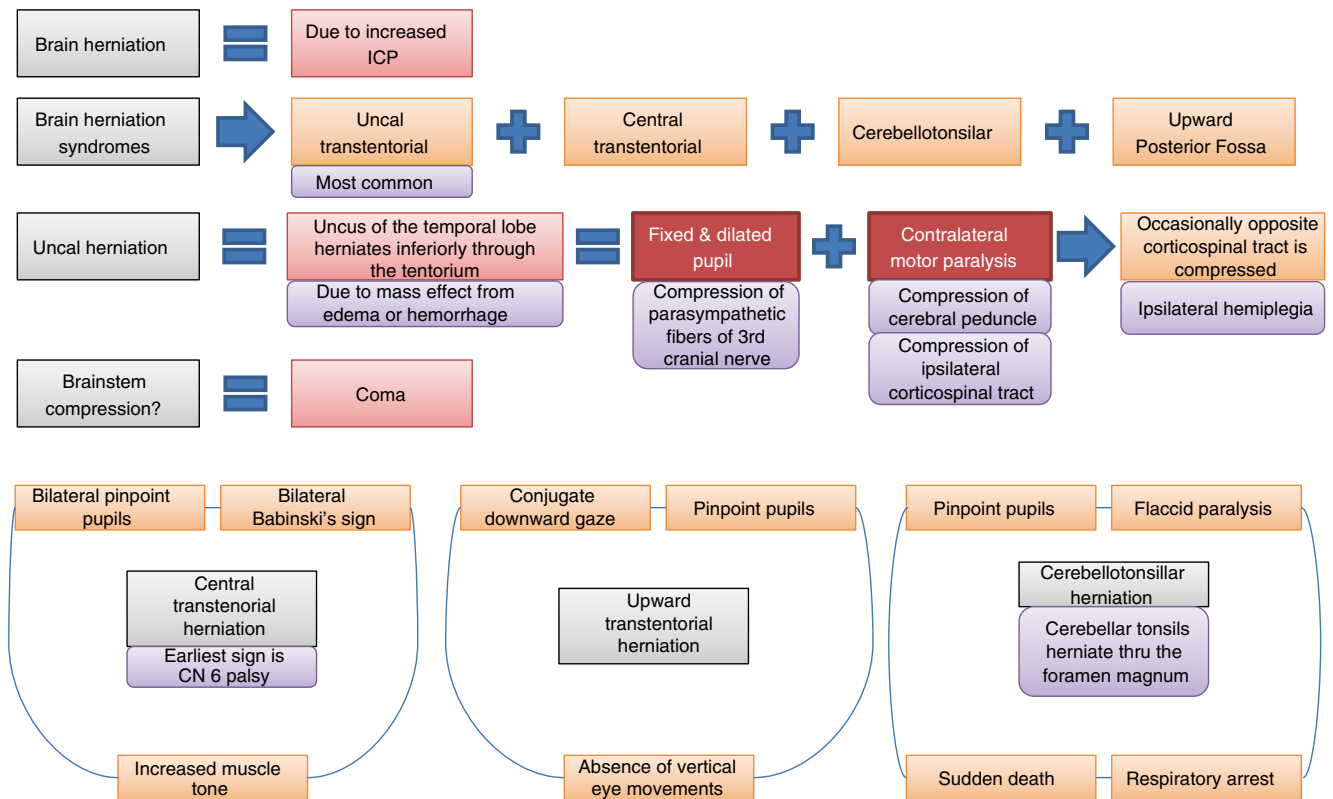 Brain herniation
Due to increased
ICP
Brain herniation
syndromes
Uncal
transtentorial
Most common
Central
transtentorial
Cerebellotonsilar
Upward
Posterior Fossa
Uncal herniation
Uncus of the temporal lobe
herniates inferiorly through
the tentorium
Due to mass effect from
edema or hemorrhage
Fixed & dilated
pupil
Compression of
parasympathetic
fibers of 3rd
cranial nerve
Contralateral
motor paralysis
Compression of
cerebral peduncle
Compression of
ipsilateral
corticospinal tract
Occasionally opposite
corticospinal tract is
compressed
Ipsilateral hemiplegia
Brainstem
compression?
Coma
Bilateral pinpoint
pupils
Bilateral
Babinski's sign
Central
transtenorial
herniation
Earliest sign is
CN 6 palsy
Increased muscle
tone
Conjugate
downward gaze
Pinpoint pupils
Upward
transtentorial
herniation
Absence of vertical
eye movements
Pinpoint pupils
Flaccid paralysis
Cerebellotonsillar
herniation
Cerebellar tonsils
herniate thru the
foramen magnum
Sudden death
Respiratory arrest